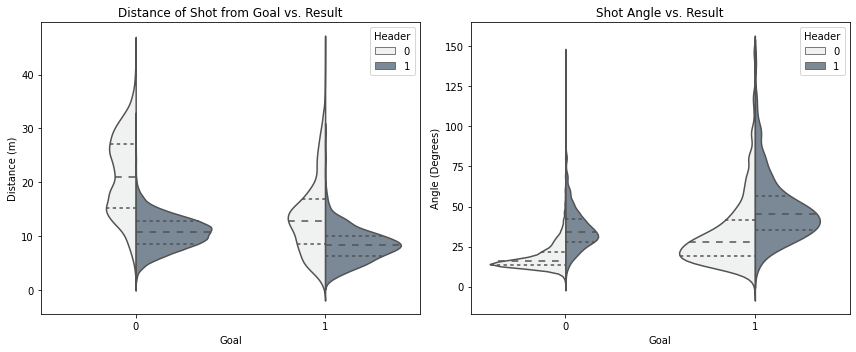 Distance of Shot from Goal vs. Result
Header
0
1
40
30
20
10
0
Distance (m)
0
1
Goal
Shot Angle vs. Result
Header
0
1
150
125
100
75
50
25
0
Angle (Degrees)
0
1
Goal